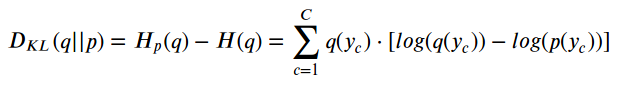 D_{KL}(q||p) = H_p(q) − H(q) = \sum_{c=1}^{C} q(y_c) · [log(q(y_c)) − log(p(y_c))]